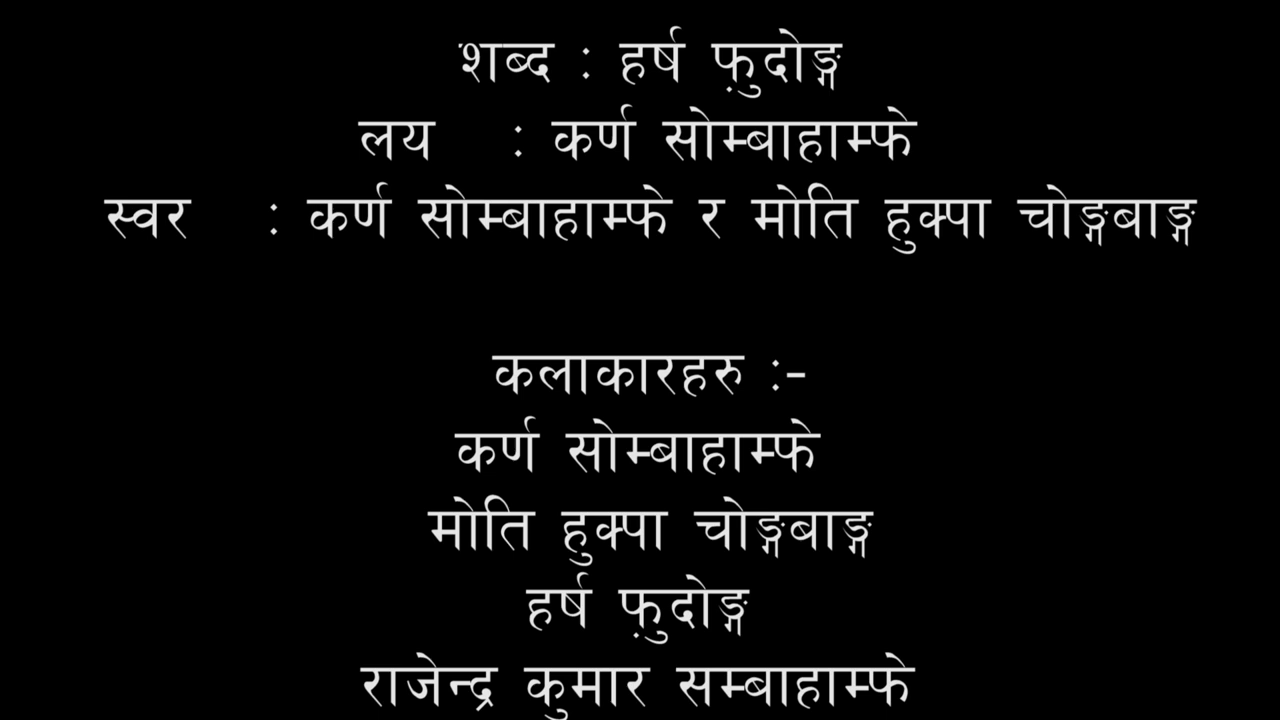 शब्द : हर्ष फ़ुदोङ्ग
लय : कर्ण सोम्बाहाम्फे
स्वर : कर्ण सोम्बाहाम्फे र मोति हुक्पा चोङ्गबाङ्ग
कलाकारहरु :-
कर्ण सोम्बाहाम्फे
मोति हुक्पा चोङ्गबाङ्ग
हर्ष फ़ुदोङ्ग
राजेन्द्र कुमार सम्बाहाम्फे